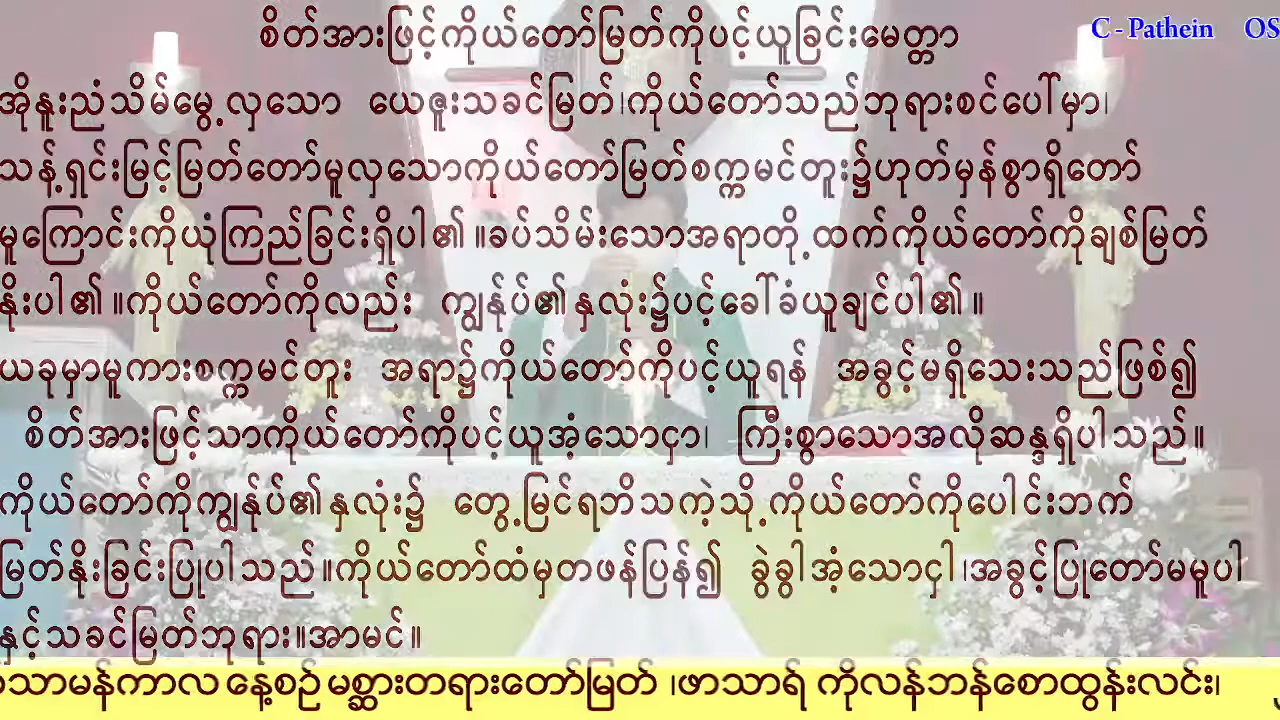 စိတ်အားဖြင့်ကိုယ်တော်မြတ်ကိုပင့်ယူခြင်းမေတ္တာ
C - Pathein OS
အိုနူးညံသိမ်မွေ့လှသော ယေဇူးသခင်မြတ်၊ကိုယ်တော်သည်ဘုရားစင်ပေါ်မှာ၊
သန့်ရှင်းမြင့်မြတ်တော်မူလှသောကိုယ်တော်မြတ်စက္ကမင်တူး၌ဟုတ်မှန်စွာရှိတော်
မူကြောင်းကိုယုံကြည်ခြင်းရှိပါ၏။ခပ်သိမ်းသောအရာတို့ထက်ကိုယ်တော်ကိုချစ်မြတ်
နိုးပါ၏။ကိုယ်တော်ကိုလည်း ကျွန်ုပ်၏နှလုံး၌ပင့်ခေါ်ခံယူချင်ပါ၏။
ယခုမှာမူကားစက္ကမင်တူး အရာ၌ကိုယ်တော်ကိုပင့်ယူရန် အခွင့်မရှိသေးသည်ဖြစ်၍
စိတ်အားဖြင့်သာကိုယ်တော်ကိုပင့်ယူအံ့သောငှာ၊ ကြီးစွာသောအလိုဆန္ဒရှိပါသည်။
ကိုယ်တော်ကိုကျွန်ုပ်၏နှလုံး၌ တွေ့မြင်ရဘိသကဲ့သို့ကိုယ်တော်ကိုပေါင်းဘက်
မြတ်နိုးခြင်းပြုပါသည်။ကိုယ်တော်ထံမှတဖန်ပြန်၍ ခွဲခွါအံ့သောငှါ၊အခွင့်ပြုတော်မမူပါ
နှင့်သခင်မြတ်ဘုရား။အာမင်။
သာမန်ကာလ နေ့စဉ် မစ္ဆားတရားတော်မြတ် ၊ဖာသာရ် ကိုလန်ဘန်စောထွန်းလင်း၊